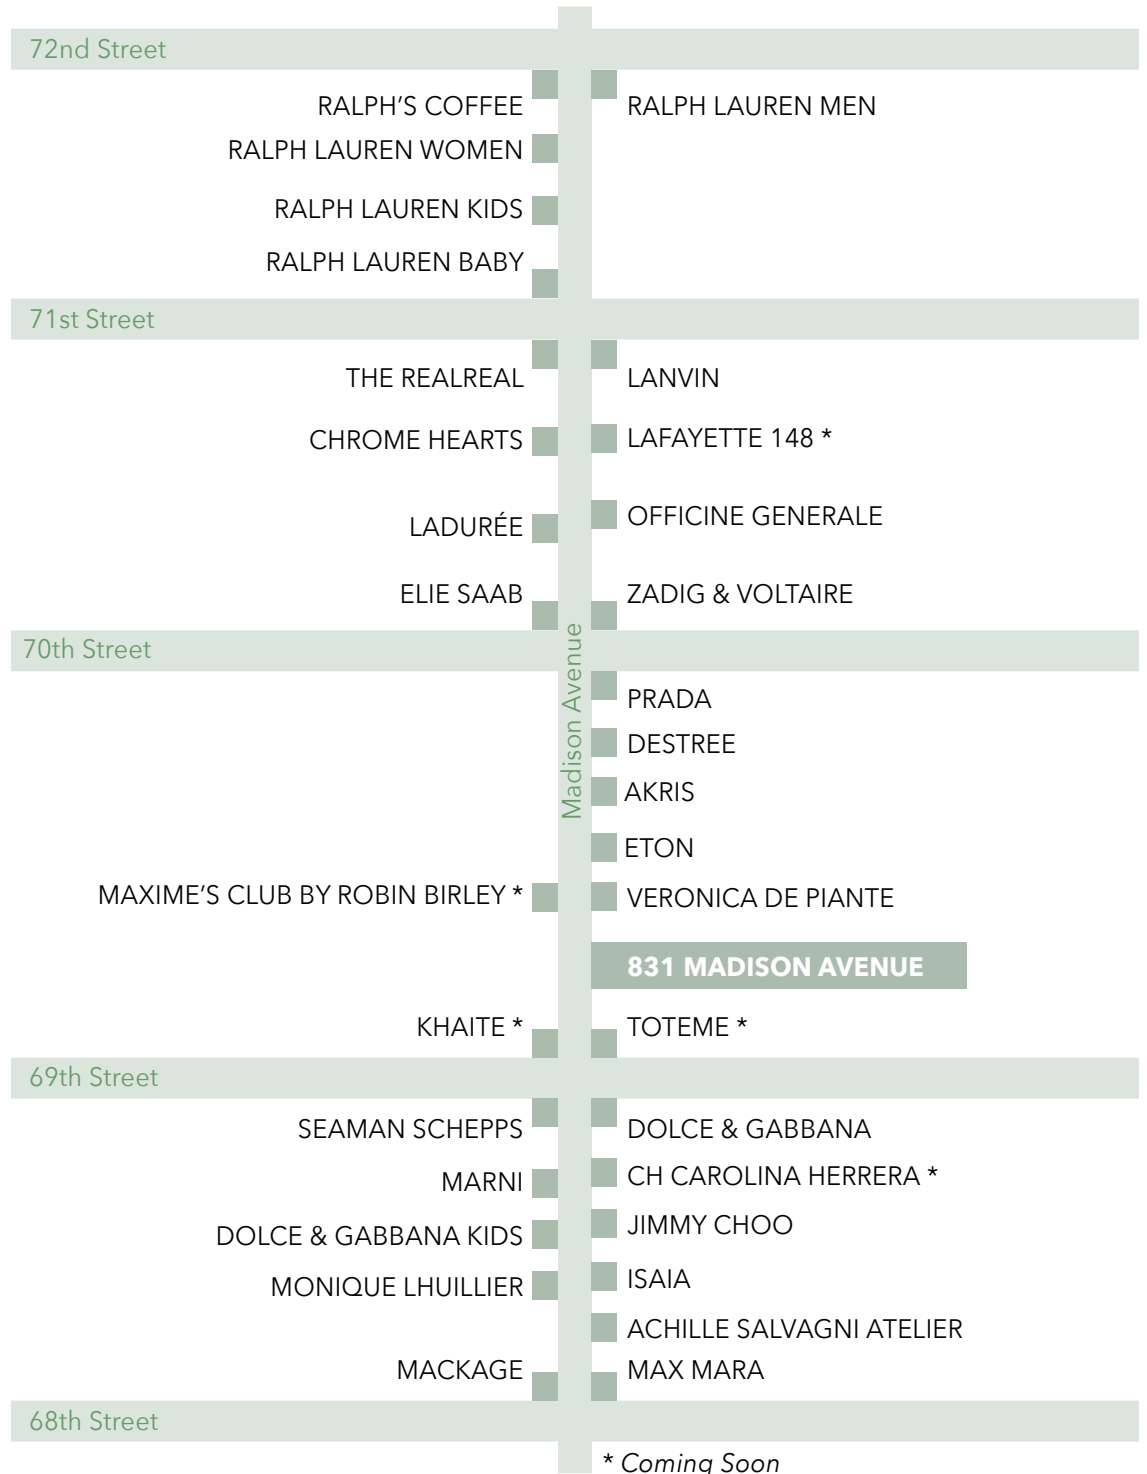 72nd Street
RALPH’S COFFEE
RALPH LAUREN MEN
RALPH LAUREN WOMEN
RALPH LAUREN KIDS
RALPH LAUREN BABY
71st Street
THE REALREAL
LANVIN
CHROME HEARTS
LAFAYETTE 148 *
OFFICINE GENERALE
LADURÉE
ELIE SAAB
ZADIG & VOLTAIRE
70th Street
Madison Avenue
PRADA
DESTREE
AKRIS
ETON
MAXIME’S CLUB BY ROBIN BIRLEY *
VERONICA DE PIANTE
831 MADISON AVENUE
KHAITE *
TOTEME *
69th Street
SEAMAN SCHEPPS
DOLCE & GABBANA
MARNI
CH CAROLINA HERRERA *
DOLCE & GABBANA KIDS
JIMMY CHOO
MONIQUE LHUILLIER
ISAIA
ACHILLE SALVAGNI ATELIER
MACKAGE
MAX MARA
68th Street
* Coming Soon